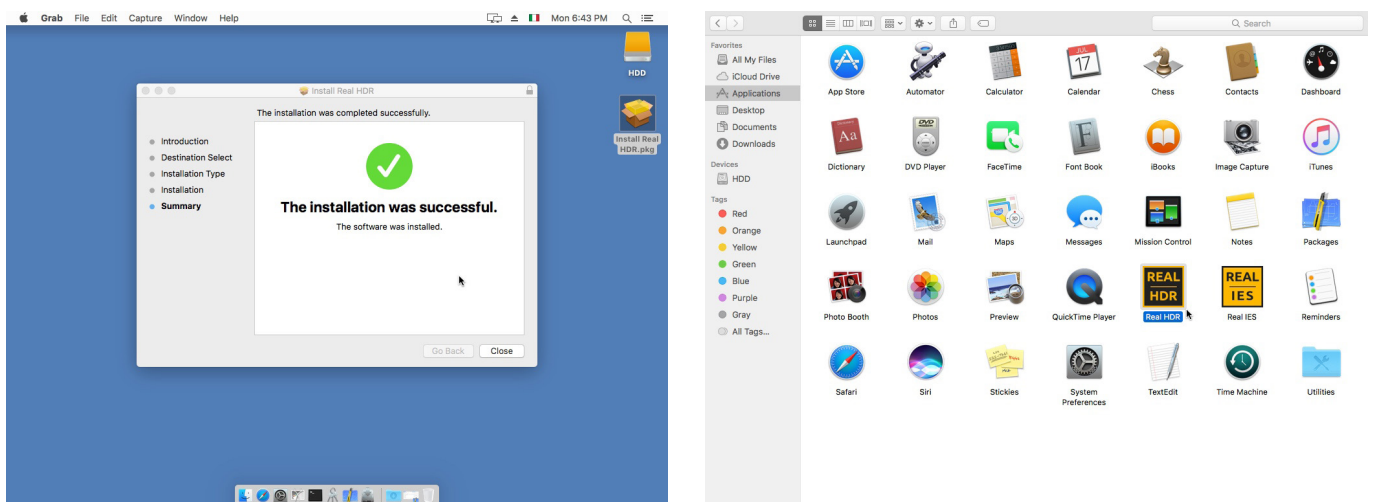 Grab File Edit Capture Window Help
Mon 6:43 PM
HDD
Install Real HDR
Install Real
HDR.pkg
The installation was completed successfully.
Introduction
Destination Select
Installation Type
Installation
Summary
The installation was successful.
The software was installed.
Go Back
Close
Search
Favorites
All My Files
iCloud Drive
Applications
Desktop
Documents
Downloads
Devices
HDD
Tags
Red
Orange
Yellow
Green
Blue
Purple
Gray
All Tags...
JUL
17
App Store Automator Calculator Calendar Chess Contacts Dashboard
Aa
DVD
F
Dictionary DVD Player FaceTime Font Book iBooks Image Capture iTunes
Launchpad Mail Maps Messages Mission Control Notes Packages
REAL
HDR
REAL
IES
Photo Booth Photos Preview QuickTime Player Real HDR Real IES Reminders
Safari Siri Stickies System
Preferences TextEdit Time Machine Utilities